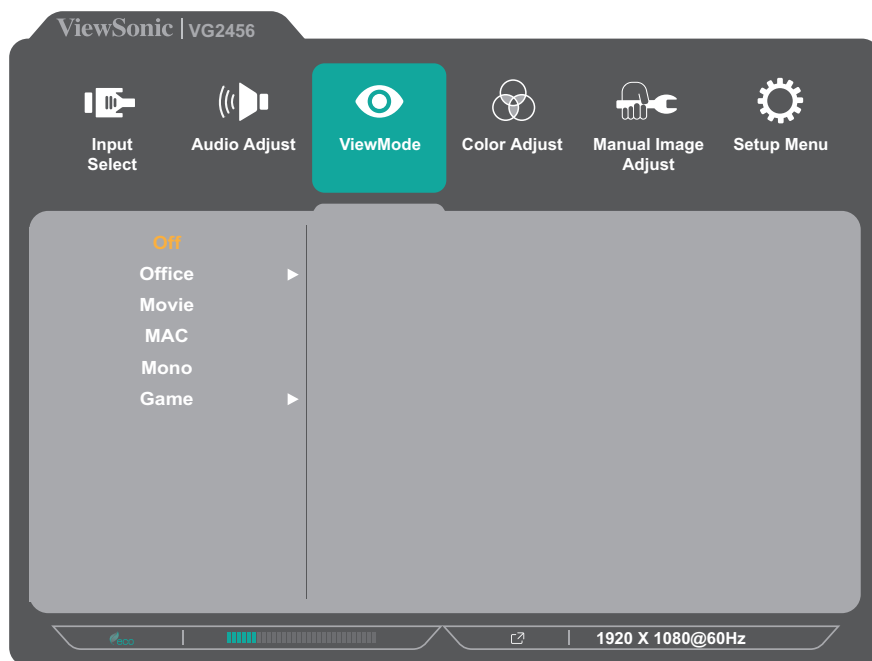 ViewSonic | VG2456
Input
Select
Audio Adjust
ViewMode
Color Adjust
Manual Image
Adjust
Setup Menu
Off
Office
Movie
MAC
Mono
Game
eco
1920 X 1080@60Hz